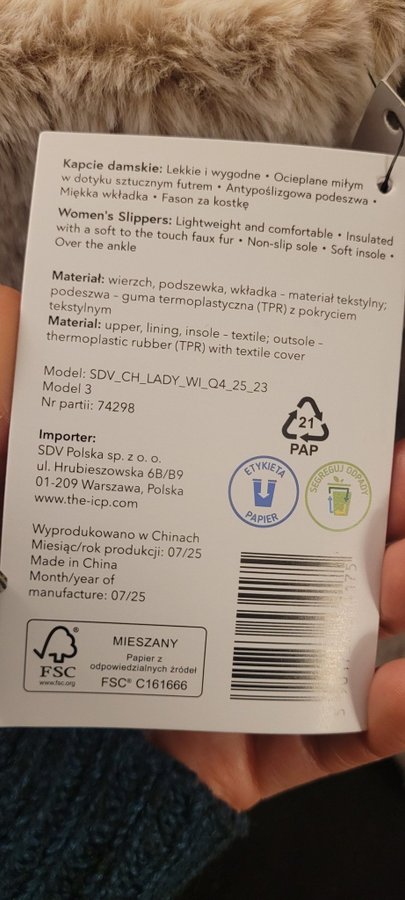 Kapcie damskie: Lekkie i wygodne • Ocieplane miłym
w dotyku sztucznym futrem • Antypoślizgowa podeszwa •
Miękka wkładka • Fason za kostkę
Women's Slippers: Lightweight and comfortable • Insulated
with a soft to the touch faux fur • Non-slip sole • Soft insole •
Over the ankle
Materiał: wierzch, podszewka, wkładka – materiał tekstylny;
podeszwa – guma termoplastyczna (TPR) z pokryciem
tekstylnym
Material: upper, lining, insole – textile; outsole –
thermoplastic rubber (TPR) with textile cover
Model: SDV_CH_LADY_WI_Q4_25_23
Model 3
Nr partii: 74298
21
PAP
Importer:
SDV Polska sp. z o. o.
ul. Hrubieszowska 6B/B9
01-209 Warszawa, Polska
www.the-icp.com
ETYKIETA
PAPIER
SEGREGUJ ODPADY
Wyprodukowano w Chinach
Miesiąc/rok produkcji: 07/25
Made in China
Month/year of
manufacture: 07/25
FSC
www.fsc.org
MIESZANY
Papier z
odpowiedzialnych źródeł
FSC® C161666